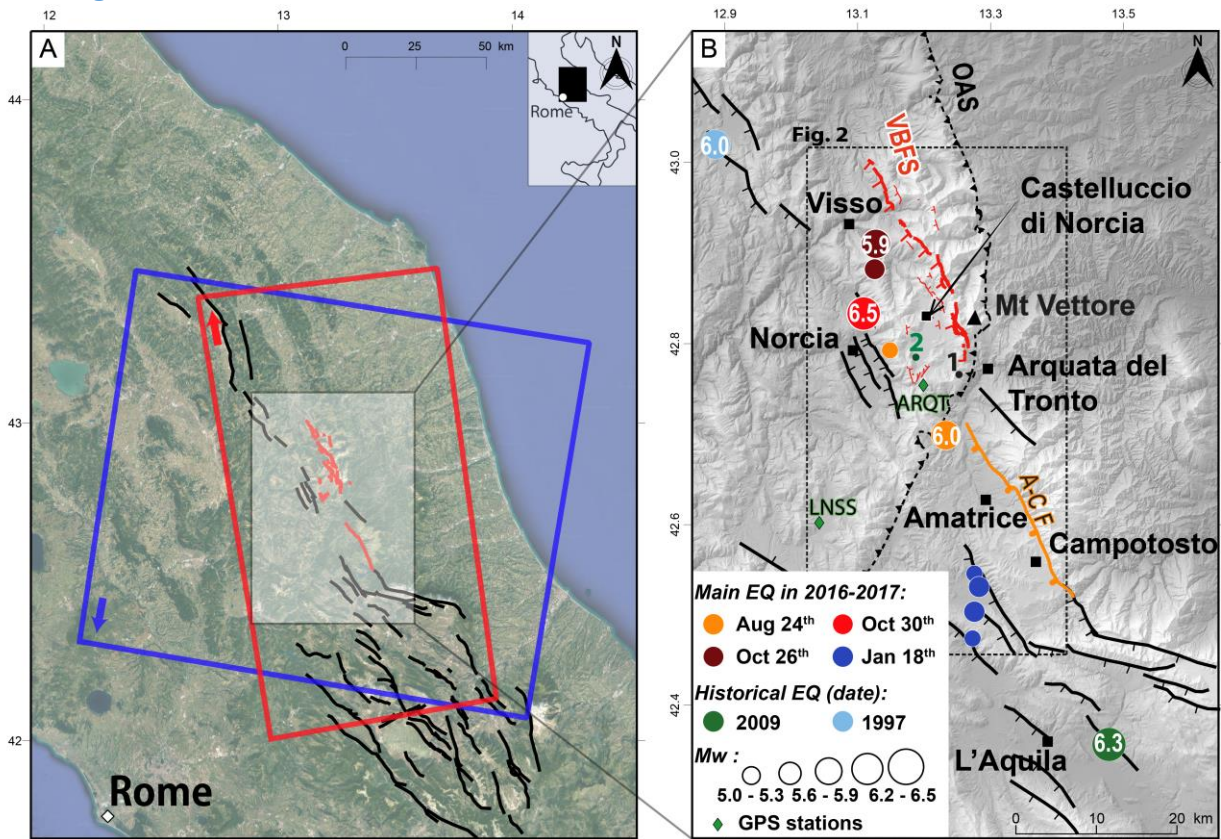 12
13
14
A
0
25
50
km
N
Rome
44
43
42
Rome
12.9
13.1
13.3
13.5
B
N
OAS
VBFS
Fig. 2
6.0
43.0
Visso
Castelluccio
di Norcia
5.9
6.5
Mt Vettore
Norcia
42.8
2
1
Arquata del
Tronto
ARQT
6.0
LNSS
42.6
Amatrice
A-C F
Campotosto
Main EQ in 2016-2017:
Aug 24th
Oct 30th
Oct 26th
Jan 18th
Historical EQ (date):
2009
1997
Mw :
5.0 - 5.3 5.6 - 5.9 6.2 - 6.5
GPS stations
42.4
6.3
L'Aquila
0
10
20
km